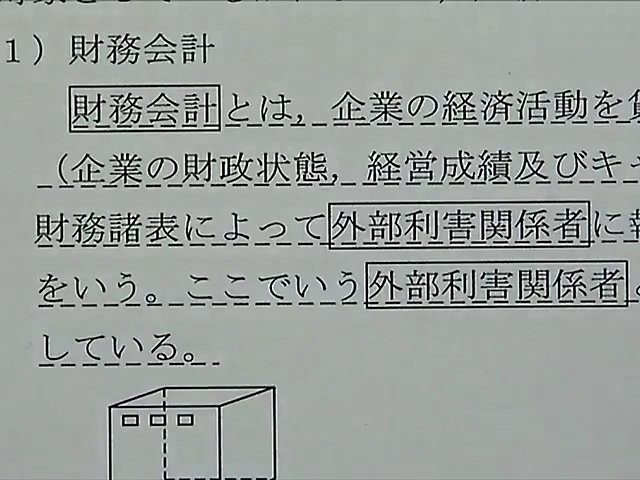 1）財務会計
財務会計とは，企業の経済活動を
（企業の財政状態，経営成績及びキ
財務諸表によって外部利害関係者に
をいう。ここでいう外部利害関係者
している。